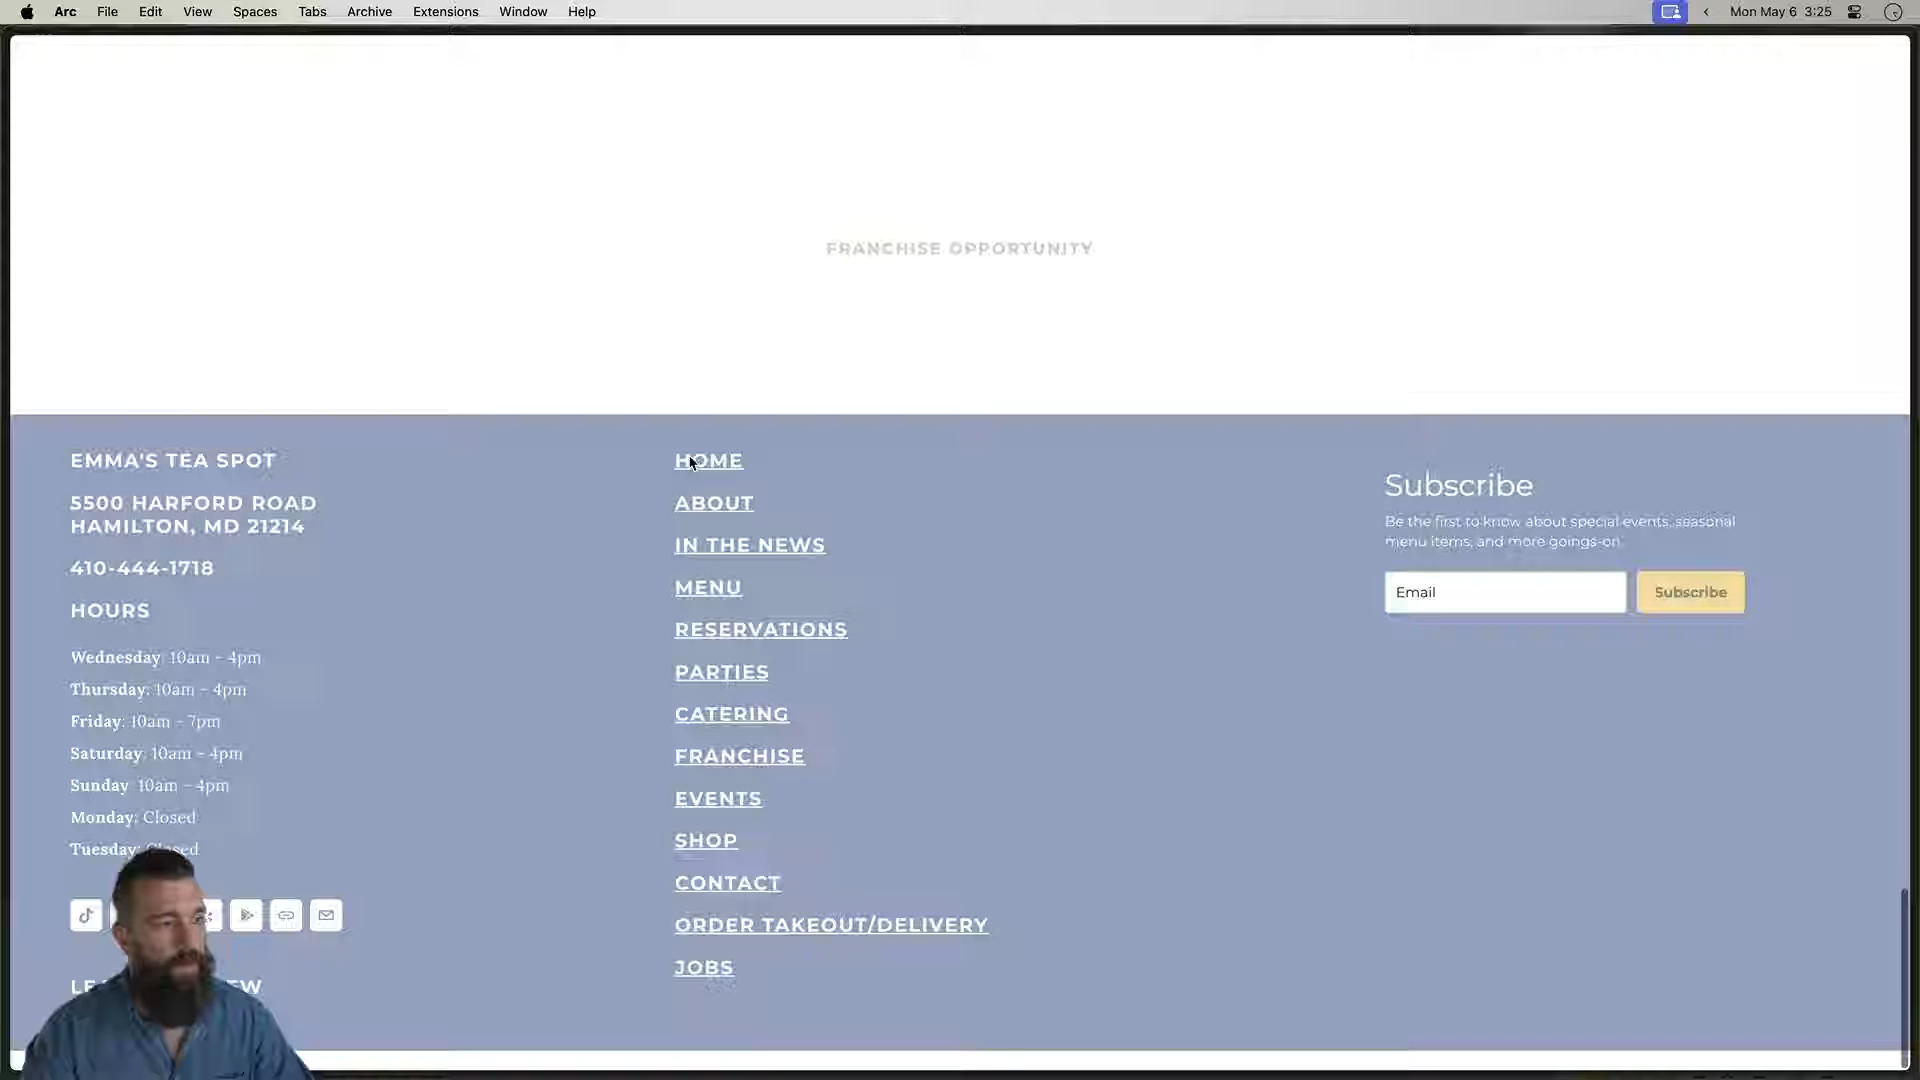 Arc File Edit View Spaces Tabs Archive Extensions Window Help Mon May 6 3:25
FRANCHISE OPPORTUNITY
EMMA'S TEA SPOT
5500 HARFORD ROAD
HAMILTON, MD 21214
410-444-1718
HOURS
Wednesday: 10am - 4pm
Thursday: 10am - 4pm
Friday: 10am - 7pm
Saturday: 10am - 4pm
Sunday: 10am - 4pm
Monday: Closed
Tuesday:
HOME
ABOUT
IN THE NEWS
MENU
RESERVATIONS
PARTIES
CATERING
FRANCHISE
EVENTS
SHOP
CONTACT
ORDER TAKEOUT/DELIVERY
JOBS
Subscribe
Be the first to know about special events, seasonal
menu items, and more goings-on.
Email
Subscribe